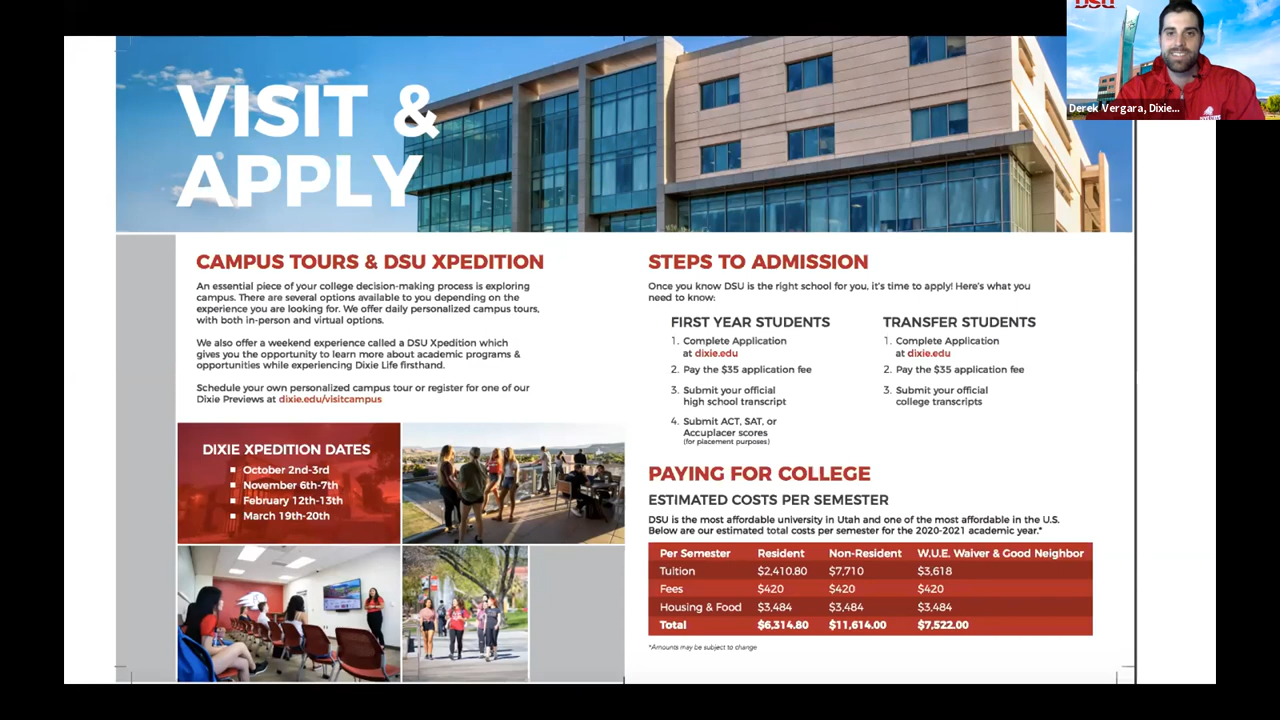 DSU
Derek Vergara, Dixie...
VISIT &
APPLY
CAMPUS TOURS & DSU XPEDITION
An essential piece of your college decision-making process is exploring
campus. There are several options available to you depending on the
experience you are looking for. We offer daily personalized campus tours,
with both in-person and virtual options.
We also offer a weekend experience called a DSU Xpedition which
gives you the opportunity to learn more about academic programs &
opportunities while experiencing Dixie Life firsthand.
Schedule your own personalized campus tour or register for one of our
Dixie Previews at dixie.edu/visitcampus
DIXIE XPEDITION DATES
▪ October 2nd-3rd
▪ November 6th-7th
▪ February 12th-13th
▪ March 19th-20th
STEPS TO ADMISSION
Once you know DSU is the right school for you, it's time to apply! Here's what you
need to know:
FIRST YEAR STUDENTS
1. Complete Application
at dixie.edu
2. Pay the $35 application fee
3. Submit your official
high school transcript
4. Submit ACT, SAT, or
Accuplacer scores
(for placement purposes)
TRANSFER STUDENTS
1. Complete Application
at dixie.edu
2. Pay the $35 application fee
3. Submit your official
college transcripts
PAYING FOR COLLEGE
ESTIMATED COSTS PER SEMESTER
DSU is the most affordable university in Utah and one of the most affordable in the U.S.
Below are our estimated total costs per semester for the 2020-2021 academic year.*
Per Semester Resident Non-Resident W.U.E. Waiver & Good Neighbor
Tuition $2,410.80 $7,710 $3,618
Fees $420 $420 $420
Housing & Food $3,484 $3,484 $3,484
Total $6,314.80 $11,614.00 $7,522.00
*Amounts may be subject to change